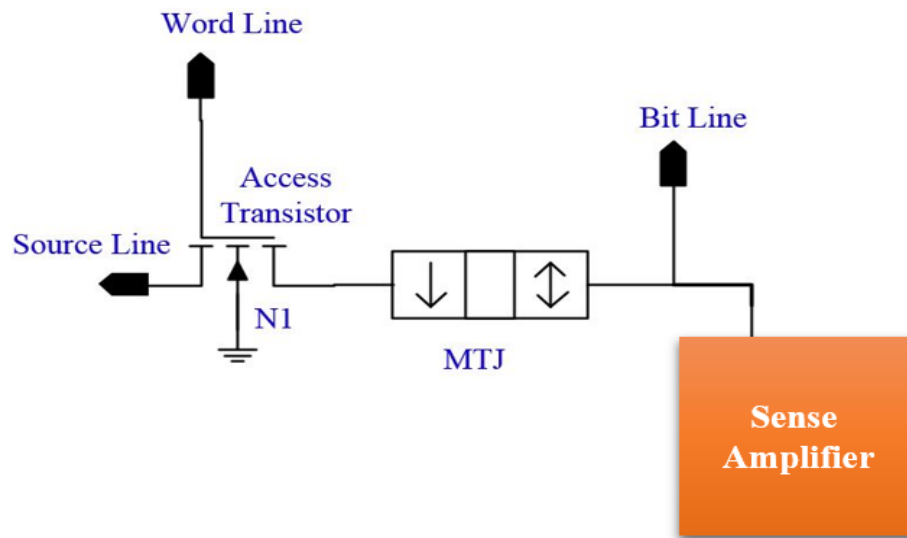 Word Line
Bit Line
Access
Transistor
Source Line
N1
MTJ
Sense
Amplifier